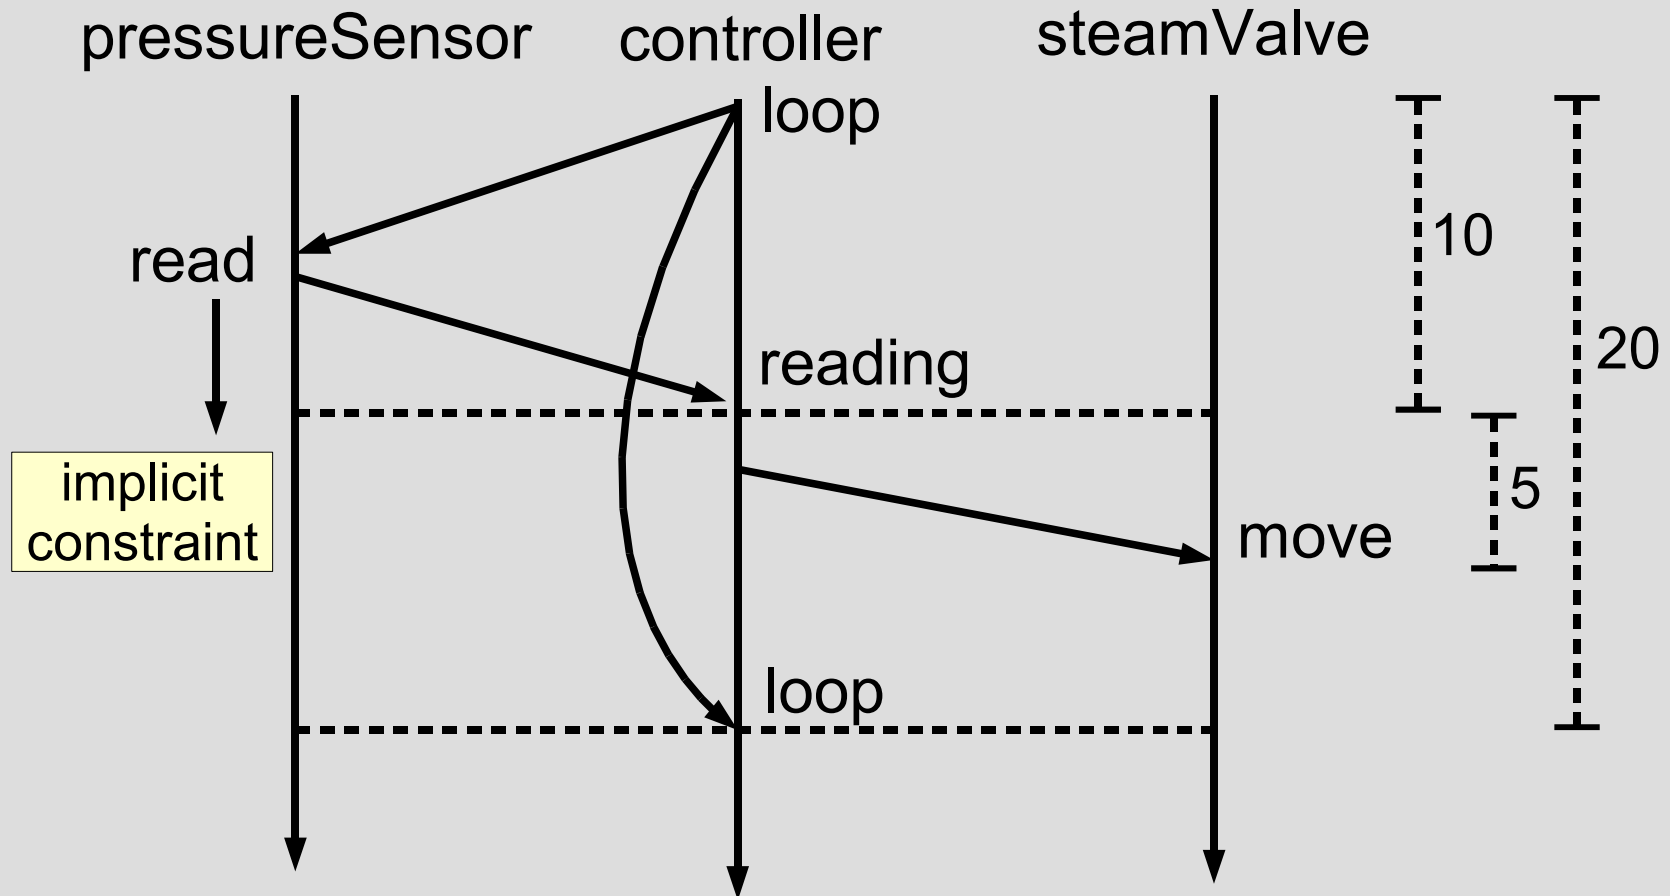 pressureSensor controller steamValve
loop
10
read
reading
20
implicit
constraint
5
move
loop